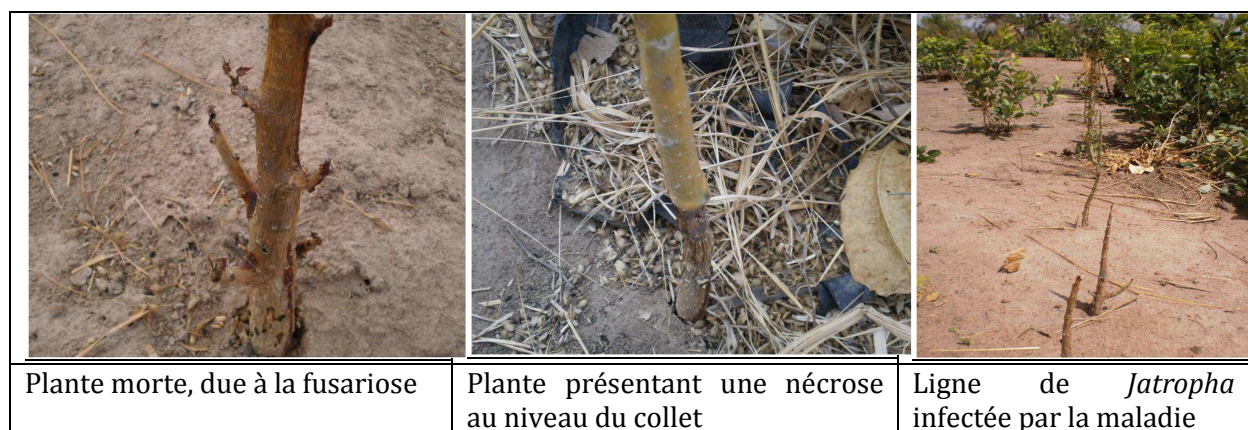 Plante morte, due à la fusariose
Plante présentant une nécrose
au niveau du collet
Ligne de Jatropha
infectée par la maladie